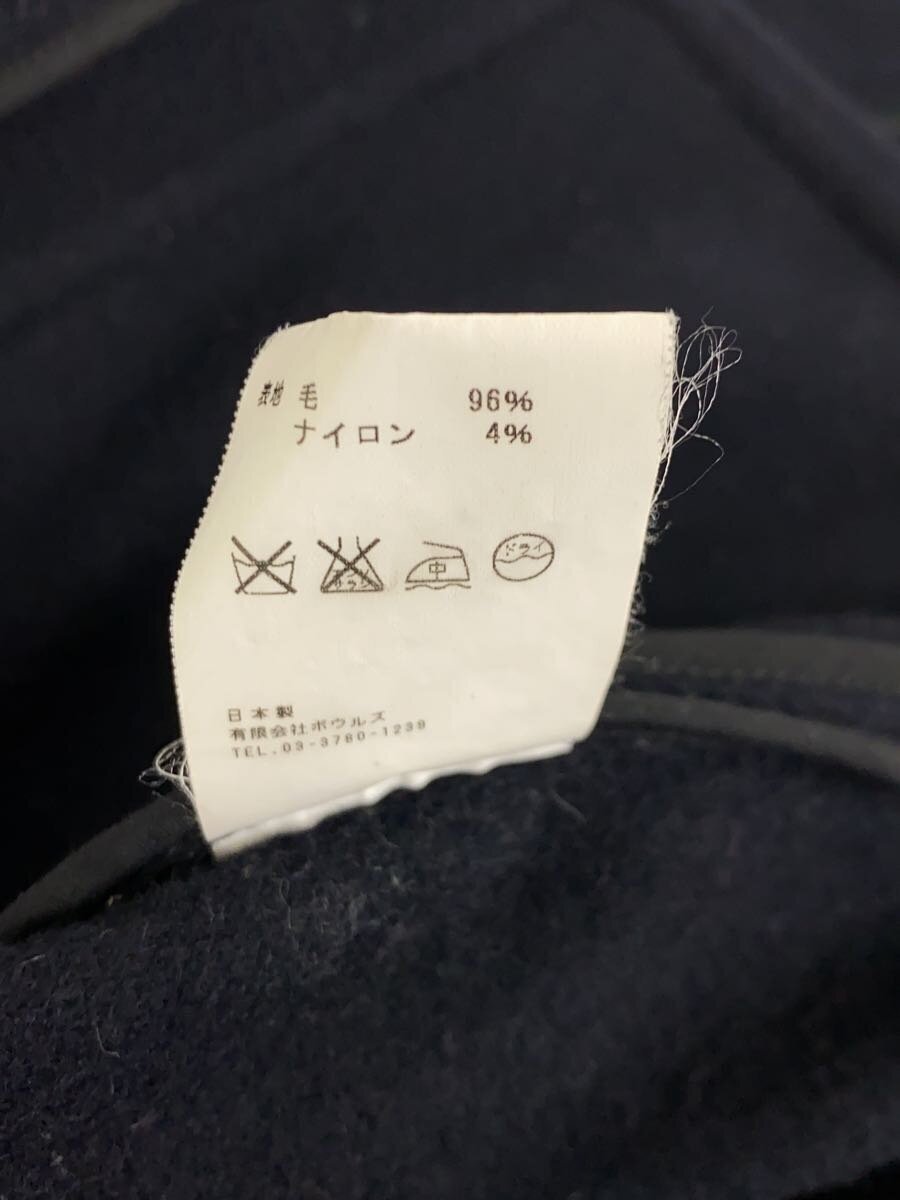 表地 毛 96%
ナイロン 4%
中 ドライ
日本製
有限会社ボウルズ
TEL.03-3780-1239